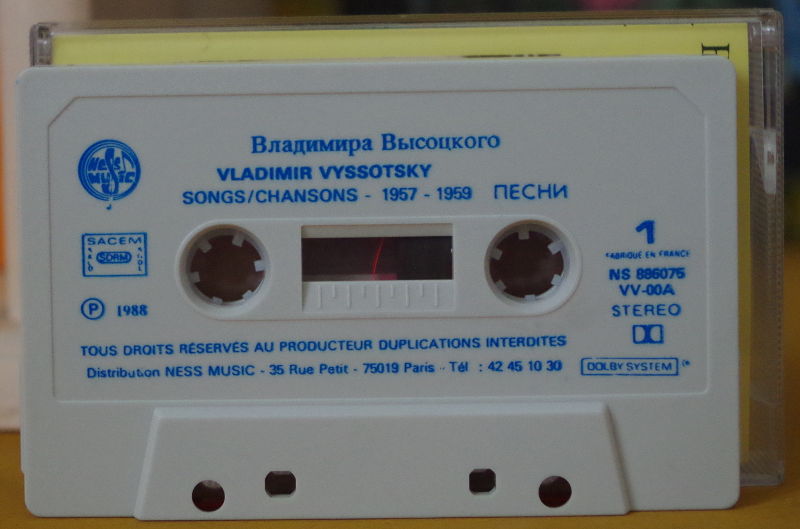 Владимира Высоцкого
VLADIMIR VYSSOTSKY
SONGS/CHANSONS - 1957 - 1959 ПЕСНИ
NESS MUSIC
SACEM
SDRM
Ⓟ 1988
1
FABRIQUÉ EN FRANCE
NS 886075
VV-00A
STEREO
TOUS DROITS RÉSERVÉS AU PRODUCTEUR DUPLICATIONS INTERDITES
Distribution NESS MUSIC - 35 Rue Petit - 75019 Paris - Tél : 42 45 10 30
DOLBY SYSTEM